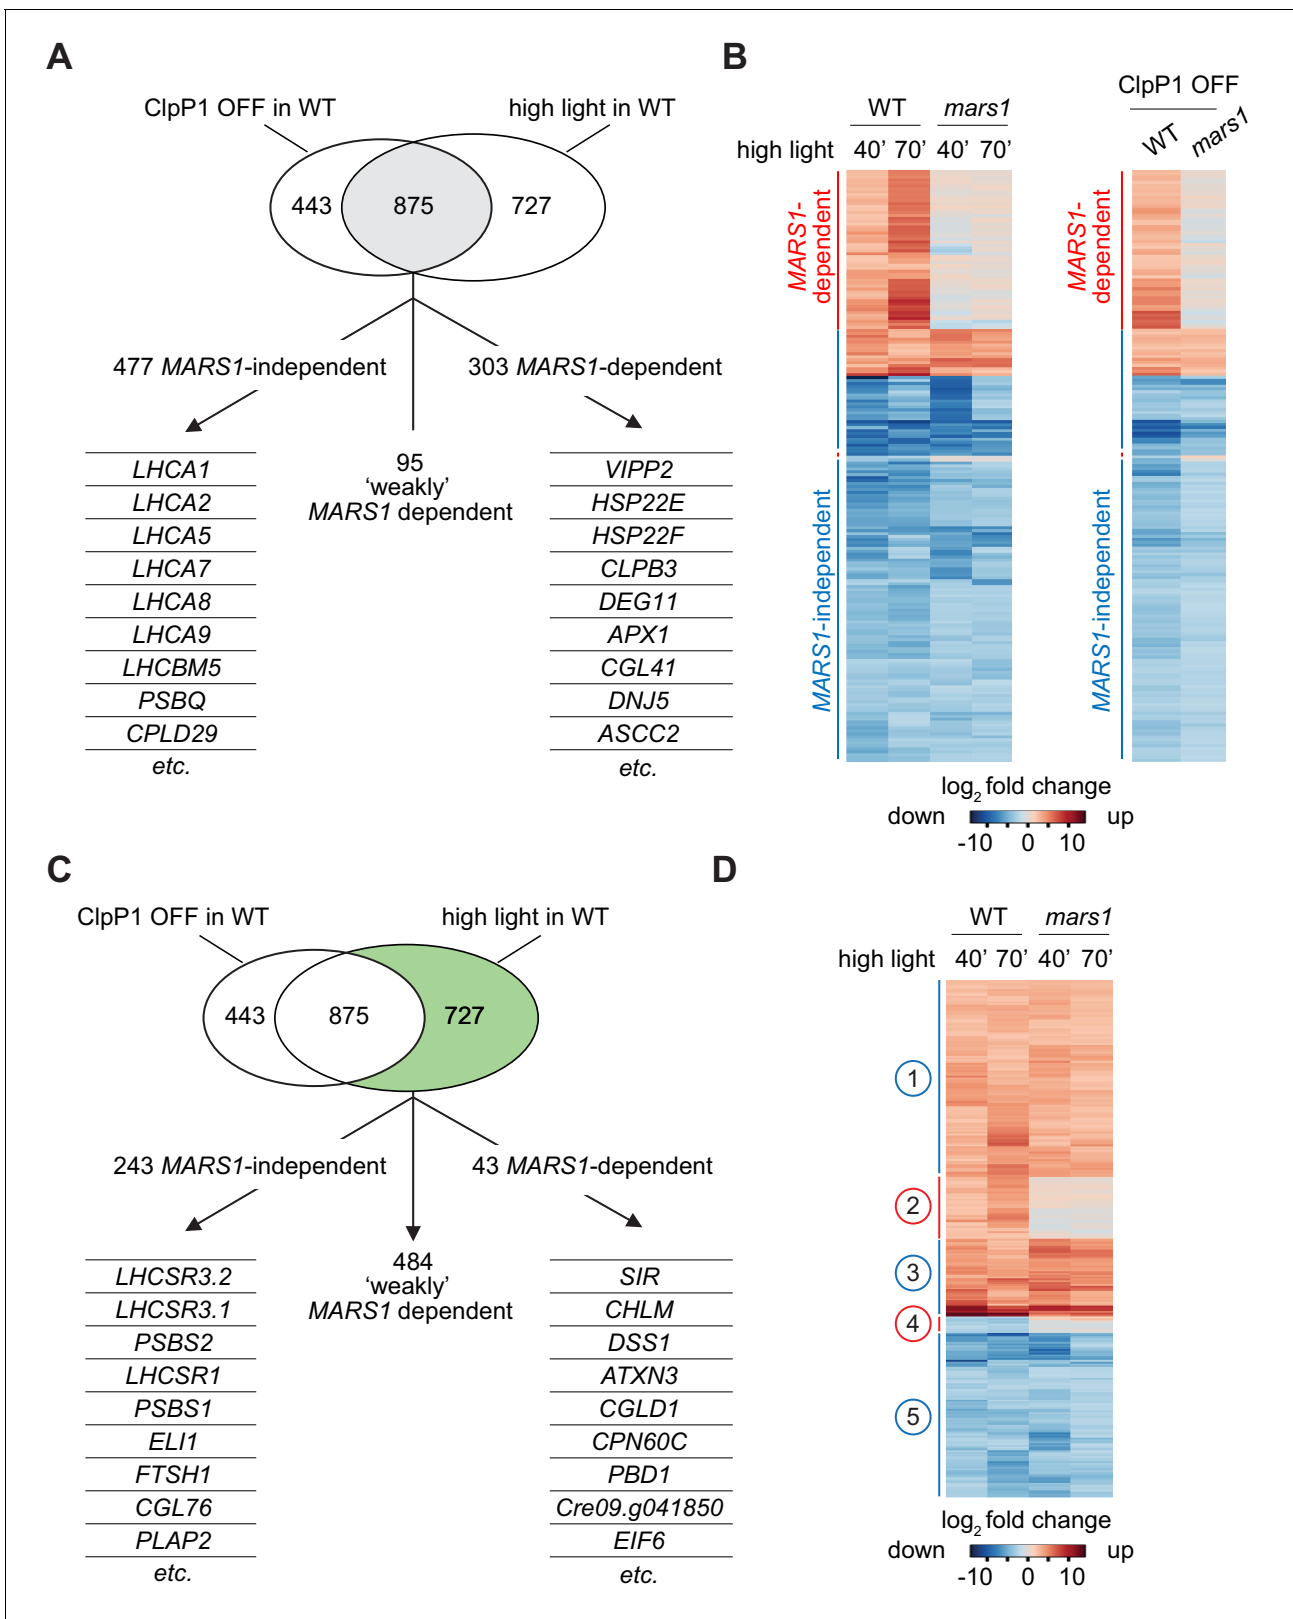 A
ClpP1 OFF in WT
high light in WT
443
875
727
477 MARS1-independent
303 MARS1-dependent
LHCA1
LHCA2
LHCA5
LHCA7
LHCA8
LHCA9
LHCBM5
PSBQ
CPLD29
etc.
95
‘weakly’
MARS1 dependent
VIPP2
HSP22E
HSP22F
CLPB3
DEG11
APX1
CGL41
DNJ5
ASCC2
etc.
B
WT
mars1
high light
40’ 70’ 40’ 70’
MARS1-
dependent
MARS1-independent
ClpP1 OFF
WT
mars1
MARS1-
dependent
MARS1-independent
log2 fold change
down
up
-10 0 10
C
ClpP1 OFF in WT
high light in WT
443
875
727
243 MARS1-independent
43 MARS1-dependent
LHCSR3.2
LHCSR3.1
PSBS2
LHCSR1
PSBS1
ELI1
FTSH1
CGL76
PLAP2
etc.
484
‘weakly’
MARS1 dependent
SIR
CHLM
DSS1
ATXN3
CGLD1
CPN60C
PBD1
Cre09.g041850
EIF6
etc.
D
WT
mars1
high light
40’ 70’ 40’ 70’
1
2
3
4
5
log2 fold change
down
up
-10 0 10